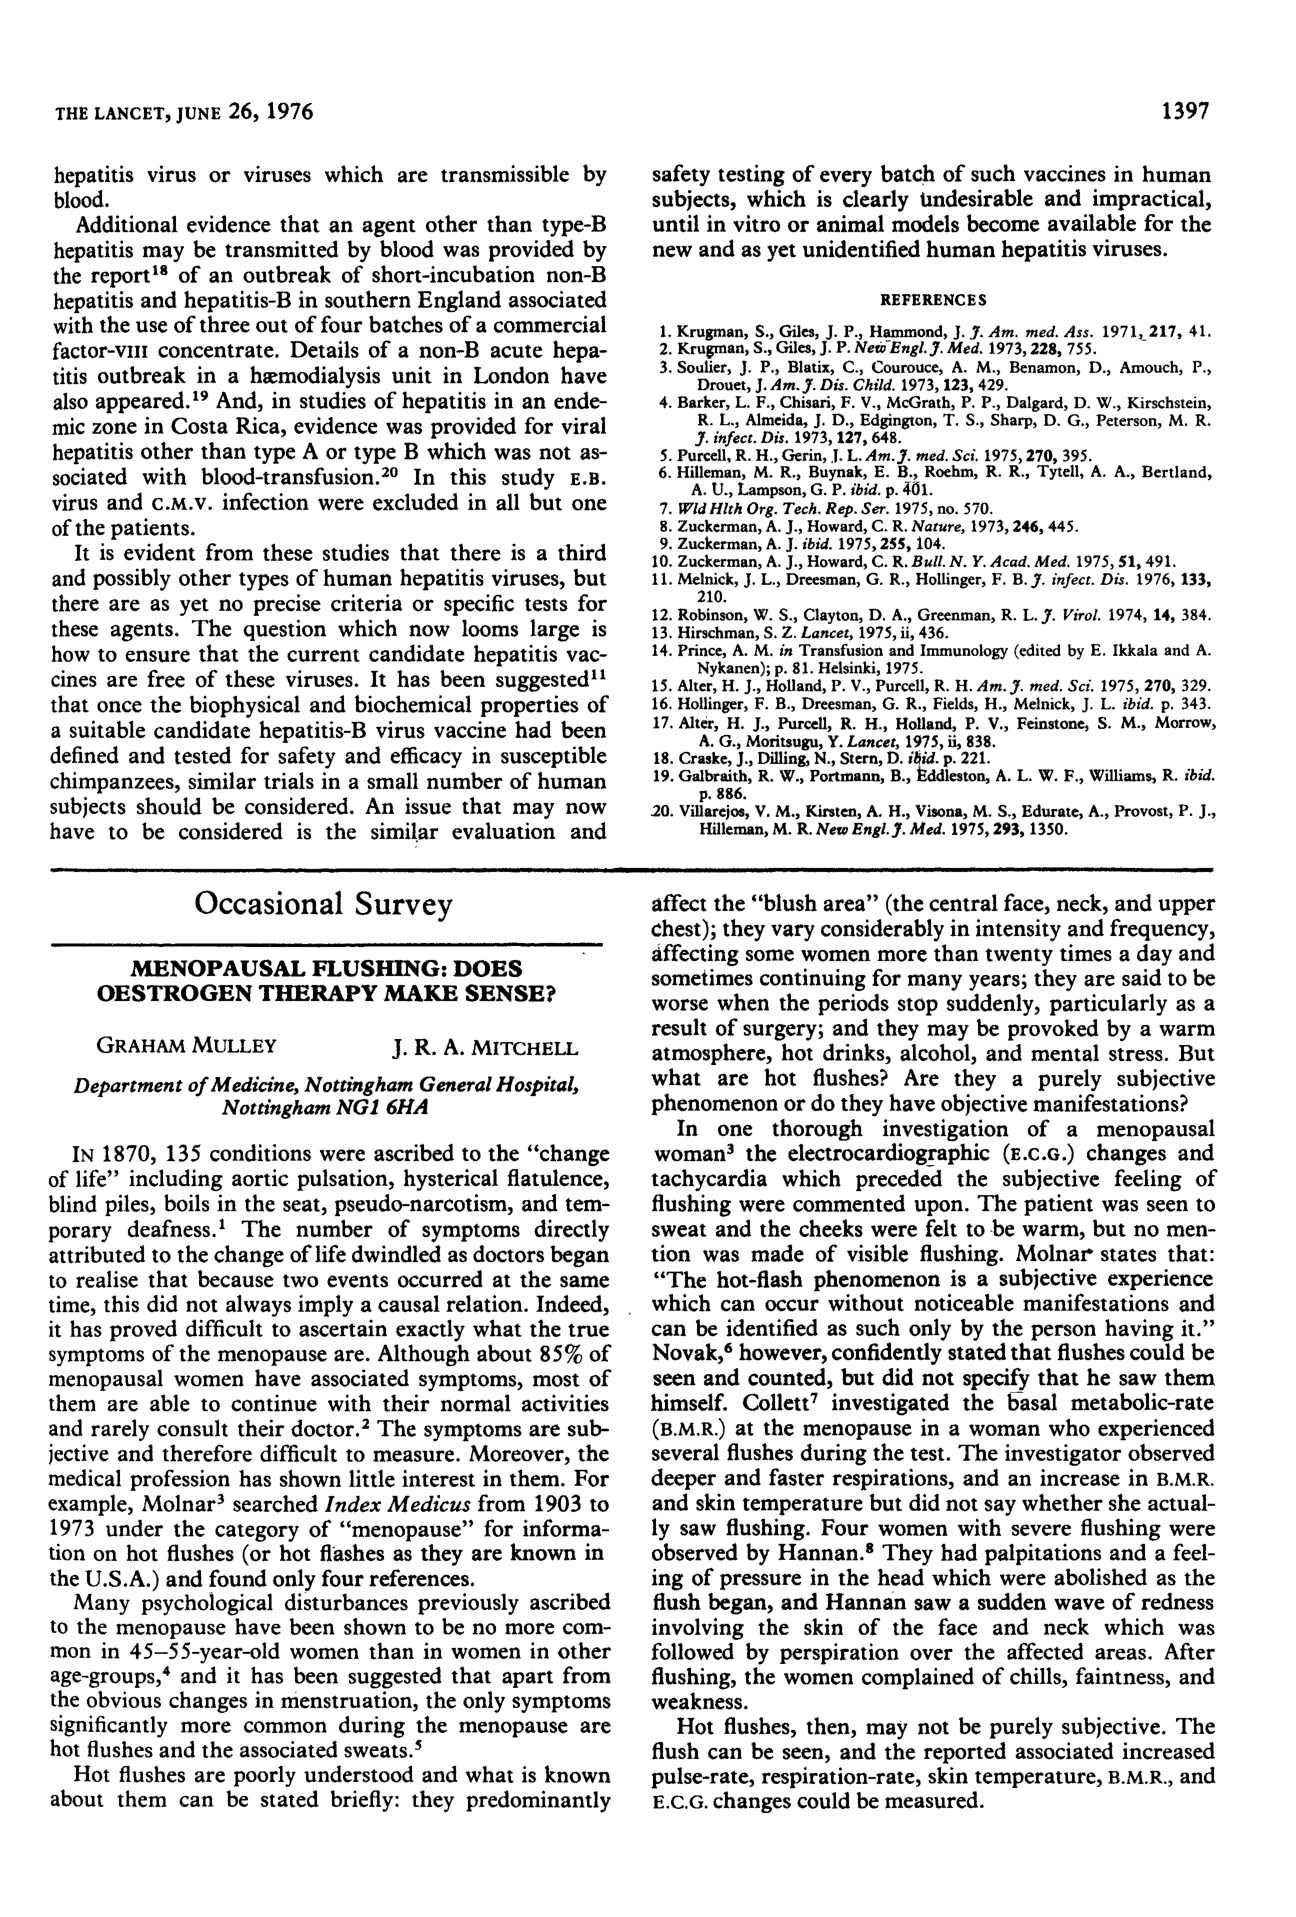 THE LANCET, JUNE 26, 1976
1397
hepatitis virus or viruses which are transmissible by
blood.
Additional evidence that an agent other than type-B
hepatitis may be transmitted by blood was provided by
the report¹⁸ of an outbreak of short-incubation non-B
hepatitis and hepatitis-B in southern England associated
with the use of three out of four batches of a commercial
factor-VIII concentrate. Details of a non-B acute hepa-
titis outbreak in a hæmodialysis unit in London have
also appeared.¹⁹ And, in studies of hepatitis in an ende-
mic zone in Costa Rica, evidence was provided for viral
hepatitis other than type A or type B which was not as-
sociated with blood-transfusion.²⁰ In this study E.B.
virus and C.M.V. infection were excluded in all but one
of the patients.
It is evident from these studies that there is a third
and possibly other types of human hepatitis viruses, but
there are as yet no precise criteria or specific tests for
these agents. The question which now looms large is
how to ensure that the current candidate hepatitis vac-
cines are free of these viruses. It has been suggested¹¹
that once the biophysical and biochemical properties of
a suitable candidate hepatitis-B virus vaccine had been
defined and tested for safety and efficacy in susceptible
chimpanzees, similar trials in a small number of human
subjects should be considered. An issue that may now
have to be considered is the similar evaluation and
safety testing of every batch of such vaccines in human
subjects, which is clearly undesirable and impractical,
until in vitro or animal models become available for the
new and as yet unidentified human hepatitis viruses.
REFERENCES
1. Krugman, S., Giles, J. P., Hammond, J. J. Am. med. Ass. 1971, 217, 41.
2. Krugman, S., Giles, J. P. New Engl. J. Med. 1973, 228, 755.
3. Soulier, J. P., Blatix, C., Courouce, A. M., Benamon, D., Amouch, P.,
Drouet, J. Am. J. Dis. Child. 1973, 123, 429.
4. Barker, L. F., Chisari, F. V., McGrath, P. P., Dalgard, D. W., Kirschstein,
R. L., Almeida, J. D., Edgington, T. S., Sharp, D. G., Peterson, M. R.
J. infect. Dis. 1973, 127, 648.
5. Purcell, R. H., Gerin, J. L. Am. J. med. Sci. 1975, 270, 395.
6. Hilleman, M. R., Buynak, E. B., Roehm, R. R., Tytell, A. A., Bertland,
A. U., Lampson, G. P. ibid. p. 401.
7. Wld Hlth Org. Tech. Rep. Ser. 1975, no. 570.
8. Zuckerman, A. J., Howard, C. R. Nature, 1973, 246, 445.
9. Zuckerman, A. J. ibid. 1975, 255, 104.
10. Zuckerman, A. J., Howard, C. R. Bull. N. Y. Acad. Med. 1975, 51, 491.
11. Melnick, J. L., Dreesman, G. R., Hollinger, F. B. J. infect. Dis. 1976, 133,
210.
12. Robinson, W. S., Clayton, D. A., Greenman, R. L. J. Virol. 1974, 14, 384.
13. Hirschman, S. Z. Lancet, 1975, ii, 436.
14. Prince, A. M. in Transfusion and Immunology (edited by E. Ikkala and A.
Nykanen); p. 81. Helsinki, 1975.
15. Alter, H. J., Holland, P. V., Purcell, R. H. Am. J. med. Sci. 1975, 270, 329.
16. Hollinger, F. B., Dreesman, G. R., Fields, H., Melnick, J. L. ibid. p. 343.
17. Alter, H. J., Purcell, R. H., Holland, P. V., Feinstone, S. M., Morrow,
A. G., Moritsugu, Y. Lancet, 1975, ii, 838.
18. Craske, J., Dilling, N., Stern, D. ibid. p. 221.
19. Galbraith, R. W., Portmann, B., Eddleston, A. L. W. F., Williams, R. ibid.
p. 886.
20. Villarejos, V. M., Kirsten, A. H., Visona, M. S., Edurate, A., Provost, P. J.,
Hilleman, M. R. New Engl. J. Med. 1975, 293, 1350.
Occasional Survey
MENOPAUSAL FLUSHING: DOES
OESTROGEN THERAPY MAKE SENSE?
GRAHAM MULLEY J. R. A. MITCHELL
Department of Medicine, Nottingham General Hospital,
Nottingham NG1 6HA
IN 1870, 135 conditions were ascribed to the “change
of life” including aortic pulsation, hysterical flatulence,
blind piles, boils in the seat, pseudo-narcotism, and tem-
porary deafness.¹ The number of symptoms directly
attributed to the change of life dwindled as doctors began
to realise that because two events occurred at the same
time, this did not always imply a causal relation. Indeed,
it has proved difficult to ascertain exactly what the true
symptoms of the menopause are. Although about 85% of
menopausal women have associated symptoms, most of
them are able to continue with their normal activities
and rarely consult their doctor.² The symptoms are sub-
jective and therefore difficult to measure. Moreover, the
medical profession has shown little interest in them. For
example, Molnar³ searched Index Medicus from 1903 to
1973 under the category of “menopause” for informa-
tion on hot flushes (or hot flashes as they are known in
the U.S.A.) and found only four references.
Many psychological disturbances previously ascribed
to the menopause have been shown to be no more com-
mon in 45–55-year-old women than in women in other
age-groups,⁴ and it has been suggested that apart from
the obvious changes in menstruation, the only symptoms
significantly more common during the menopause are
hot flushes and the associated sweats.⁵
Hot flushes are poorly understood and what is known
about them can be stated briefly: they predominantly
affect the “blush area” (the central face, neck, and upper
chest); they vary considerably in intensity and frequency,
affecting some women more than twenty times a day and
sometimes continuing for many years; they are said to be
worse when the periods stop suddenly, particularly as a
result of surgery; and they may be provoked by a warm
atmosphere, hot drinks, alcohol, and mental stress. But
what are hot flushes? Are they a purely subjective
phenomenon or do they have objective manifestations?
In one thorough investigation of a menopausal
woman³ the electrocardiographic (E.C.G.) changes and
tachycardia which preceded the subjective feeling of
flushing were commented upon. The patient was seen to
sweat and the cheeks were felt to be warm, but no men-
tion was made of visible flushing. Molnar states that:
“The hot-flash phenomenon is a subjective experience
which can occur without noticeable manifestations and
can be identified as such only by the person having it.”
Novak,⁶ however, confidently stated that flushes could be
seen and counted, but did not specify that he saw them
himself. Collett⁷ investigated the basal metabolic-rate
(B.M.R.) at the menopause in a woman who experienced
several flushes during the test. The investigator observed
deeper and faster respirations, and an increase in B.M.R.
and skin temperature but did not say whether she actual-
ly saw flushing. Four women with severe flushing were
observed by Hannan.⁸ They had palpitations and a feel-
ing of pressure in the head which were abolished as the
flush began, and Hannan saw a sudden wave of redness
involving the skin of the face and neck which was
followed by perspiration over the affected areas. After
flushing, the women complained of chills, faintness, and
weakness.
Hot flushes, then, may not be purely subjective. The
flush can be seen, and the reported associated increased
pulse-rate, respiration-rate, skin temperature, B.M.R., and
E.C.G. changes could be measured.